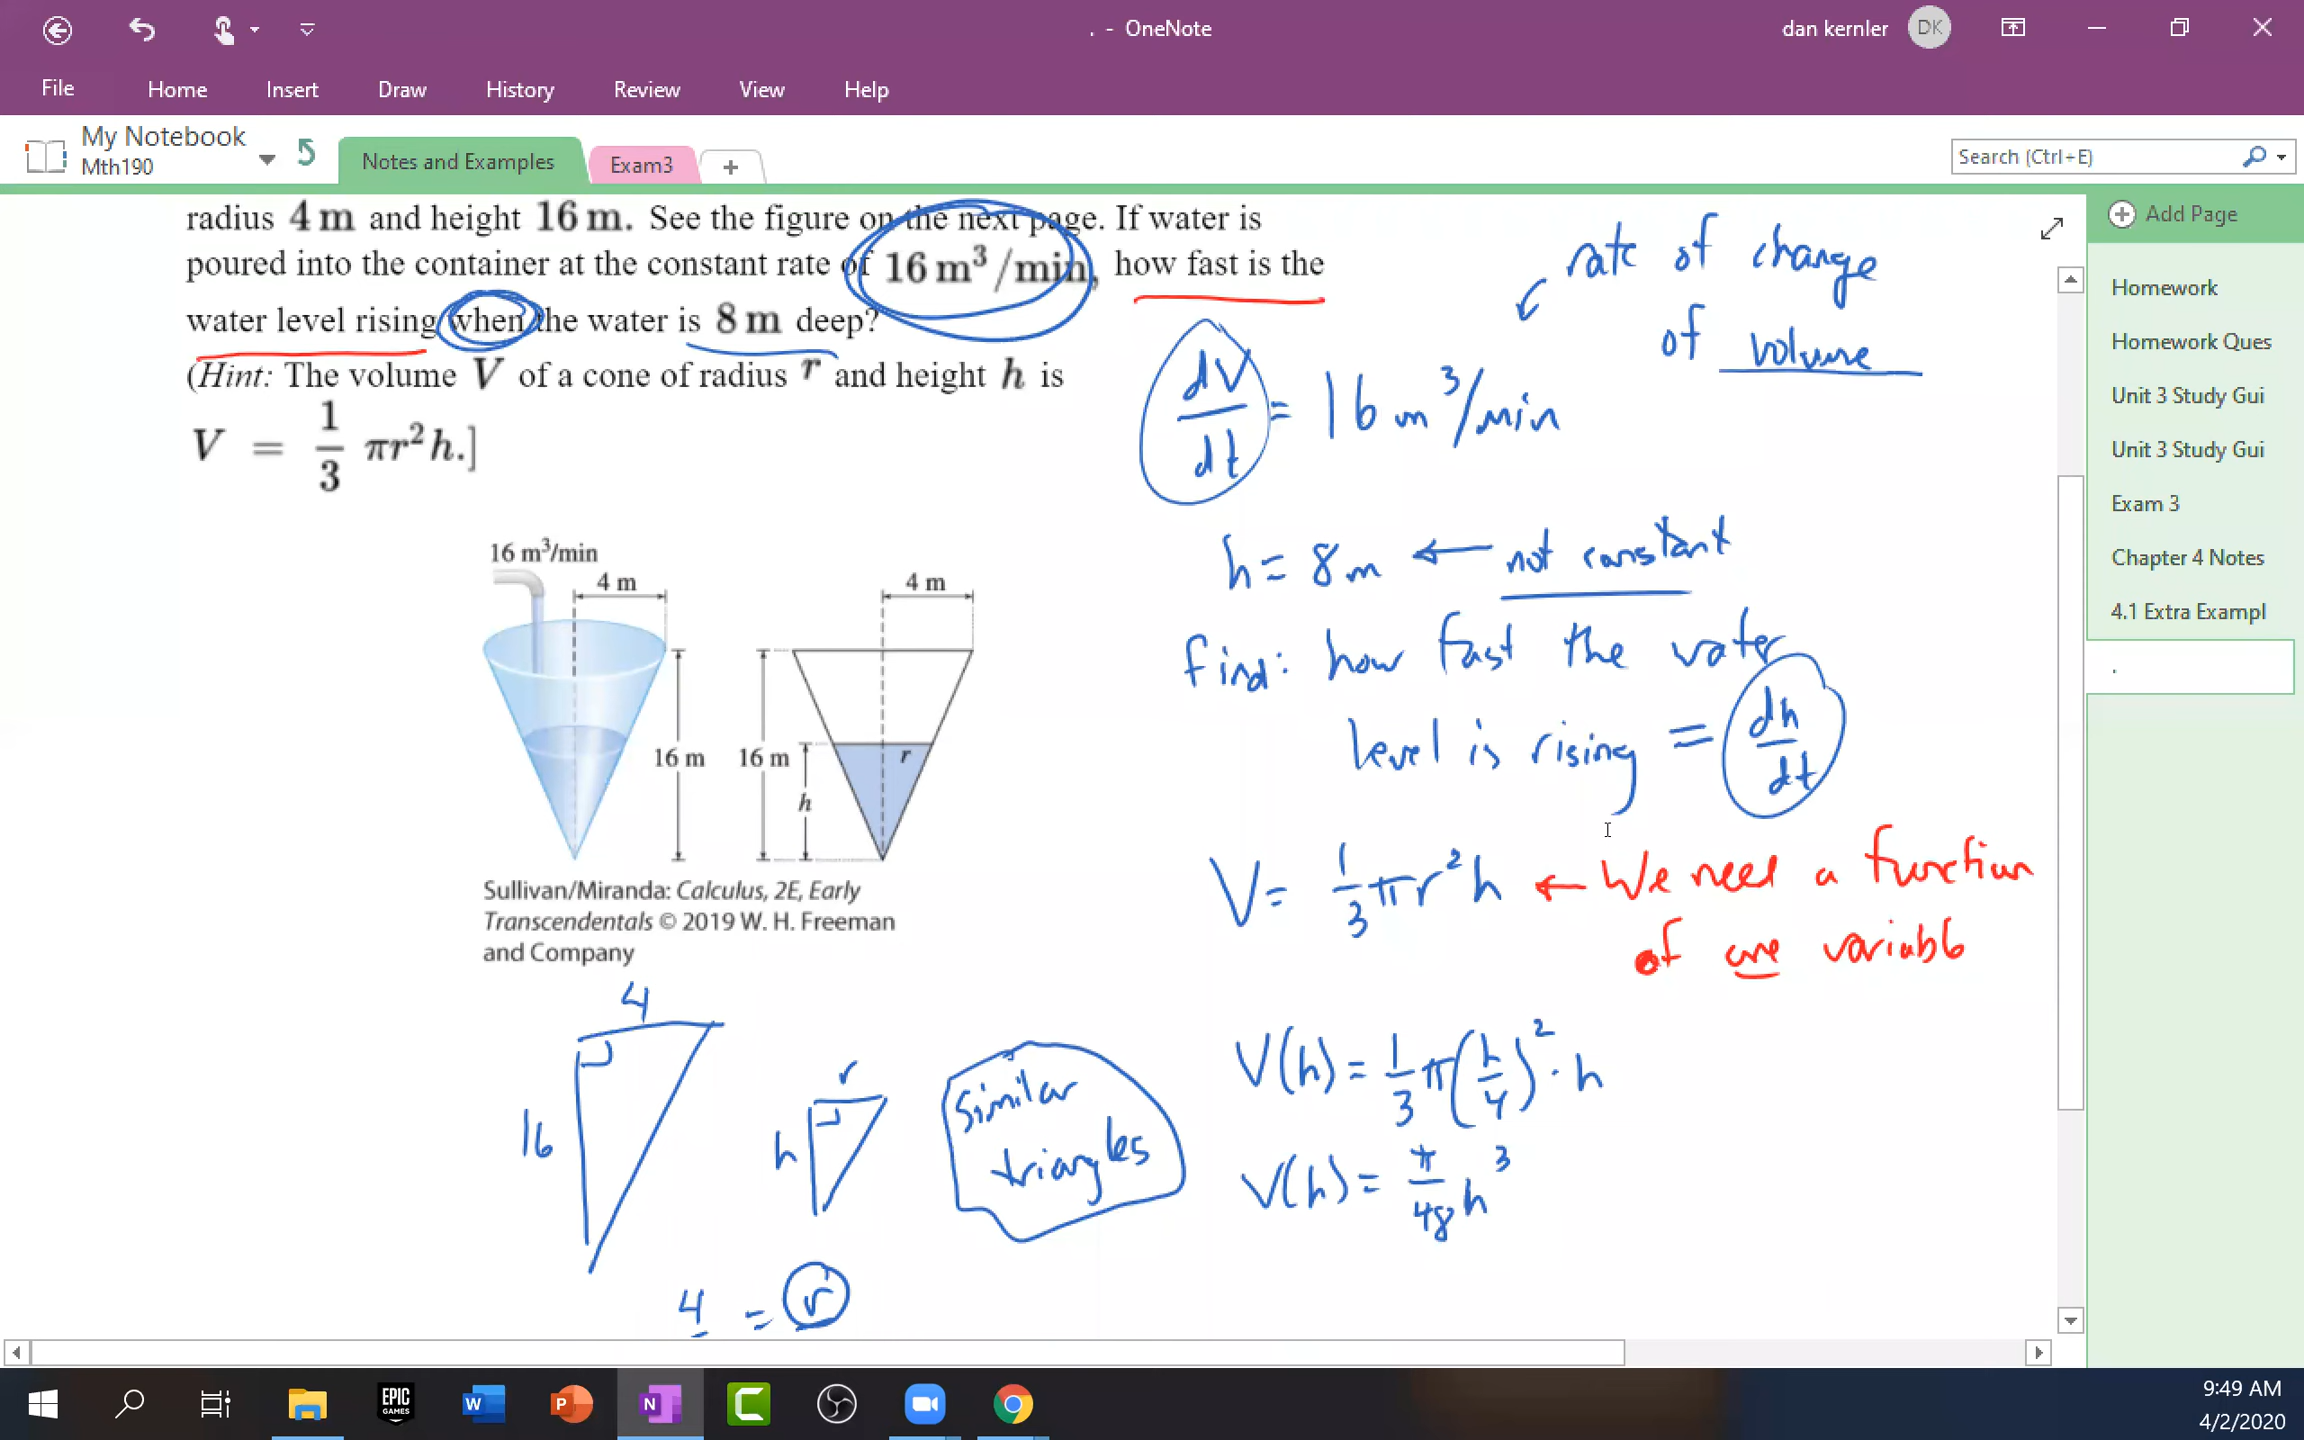 . - OneNote
dan kernler DK
File Home Insert Draw History Review View Help
My Notebook
Mth190
Notes and Examples Exam3 +
Search (Ctrl+E)
radius 4 m and height 16 m. See the figure on the next page. If water is
poured into the container at the constant rate of 16 m³/min, how fast is the
water level rising when the water is 8 m deep?
(Hint: The volume V of a cone of radius r and height h is
V = 1/3 πr²h.]
16 m³/min
4 m
4 m
16 m
16 m
h
r
Sullivan/Miranda: Calculus, 2E, Early
Transcendentals © 2019 W. H. Freeman
and Company
4
16
r
h
similar
triangles
4 = r
rate of change
of volume
dV/dt = 16 m³/min
h = 8m ← not constant
find: how fast the water
level is rising = dh/dt
V = 1/3 πr²h ← We need a function
of one variable
V(h) = 1/3 π(h/4)² · h
V(h) = π/48 h³
Add Page
Homework
Homework Ques
Unit 3 Study Gui
Unit 3 Study Gui
Exam 3
Chapter 4 Notes
4.1 Extra Exampl
.
EPIC
GAMES
W
P
N
9:49 AM
4/2/2020